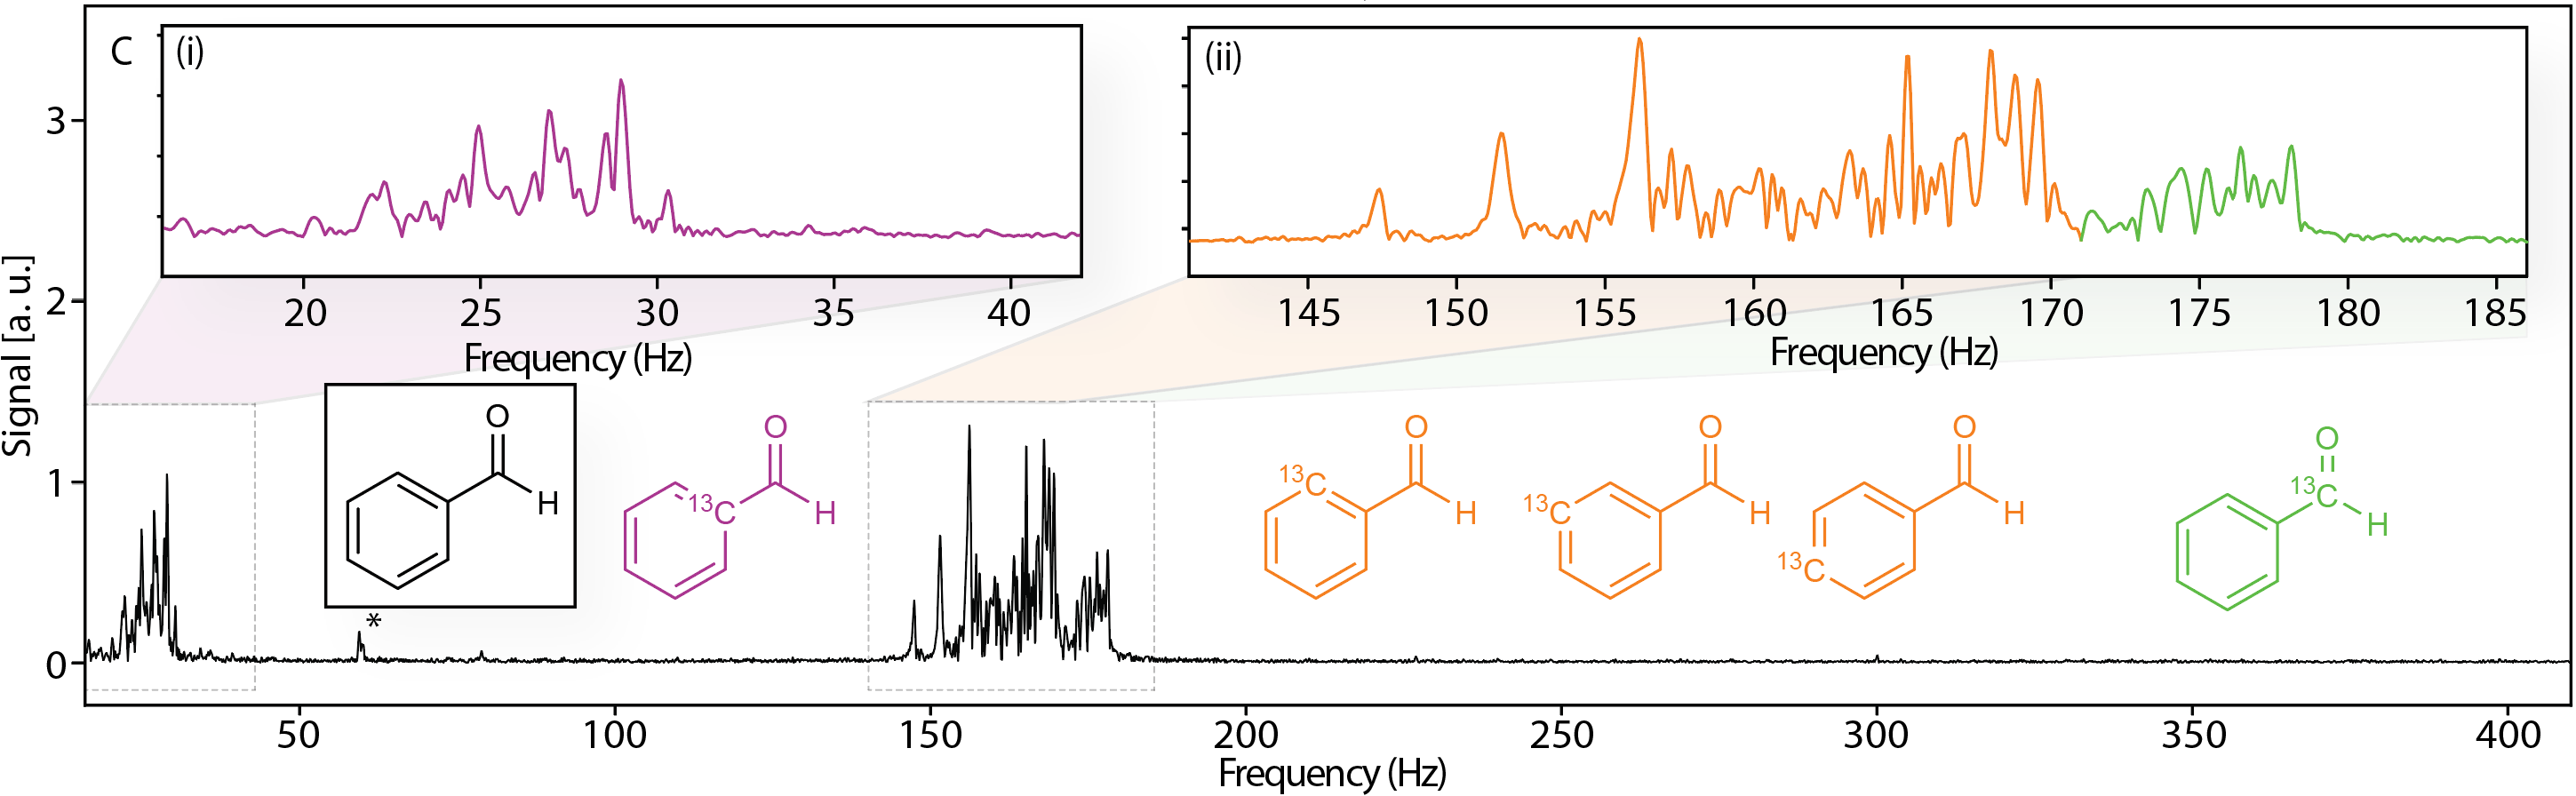 C
(i)
(ii)
3
2
1
0
Signal [a. u.]
20 25 30 35 40
Frequency (Hz)
145 150 155 160 165 170 175 180 185
Frequency (Hz)
O
H
*
O
13C
H
O
13C
H
O
13C
H
O
13C
H
O
13C
H
50 100 150 200 250 300 350 400
Frequency (Hz)